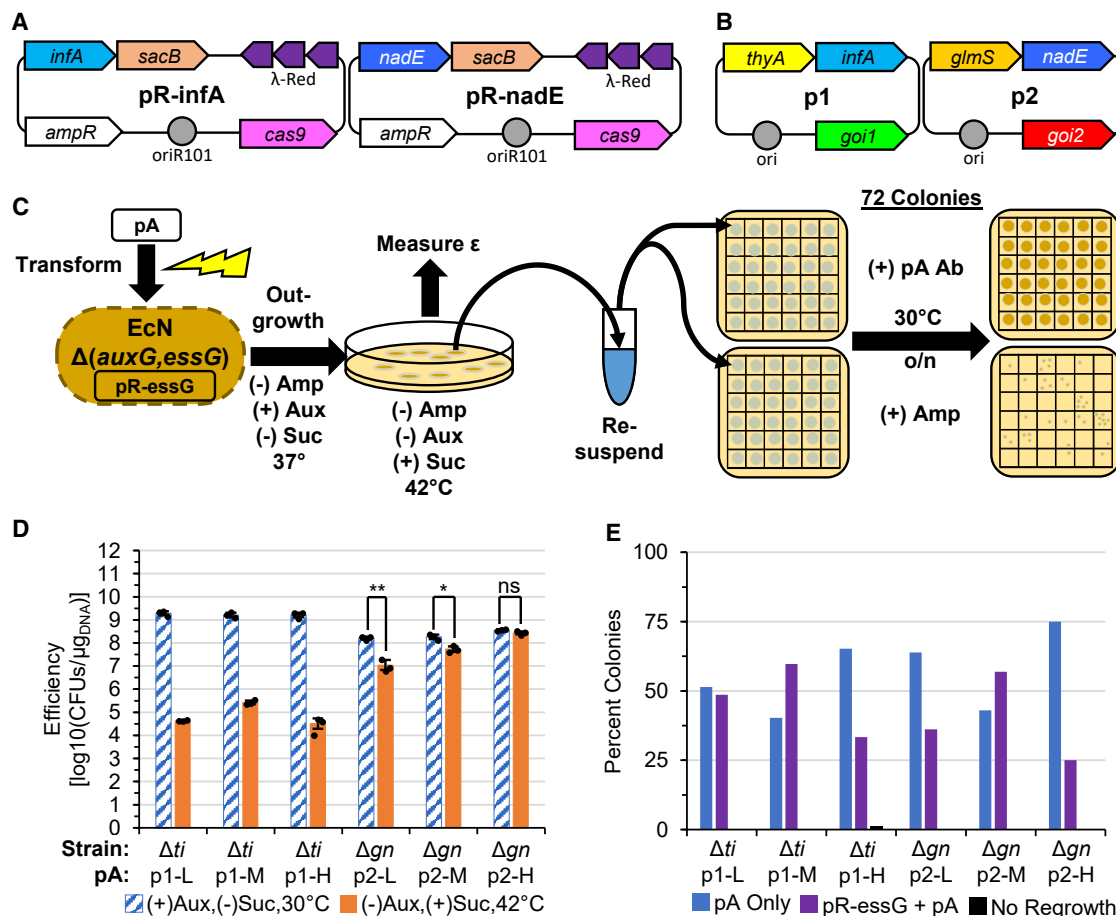 A
infA
sacB
λ-Red
pR-infA
ampR
oriR101
cas9
nadE
sacB
λ-Red
pR-nadE
ampR
oriR101
cas9
B
thyA
infA
p1
ori
goi1
glmS
nadE
p2
ori
goi2
C
pA
Transform
EcN
Δ(auxG,essG)
pR-essG
Out-
growth
(-) Amp
(+) Aux
(-) Suc
37°
Measure ε
(-) Amp
(-) Aux
(+) Suc
42°C
Re-
suspend
72 Colonies
(+) pA Ab
30°C
o/n
(+) Amp
D
Efficiency
[log10(CFUs/μgDNA)]
12
11
10
9
8
7
6
5
4
3
2
1
0
**
*
ns
Strain: Δti Δti Δti Δgn Δgn Δgn
pA: p1-L p1-M p1-H p2-L p2-M p2-H
(+)Aux,(-)Suc,30°C (-)Aux,(+)Suc,42°C
E
Percent Colonies
100
75
50
25
0
Δti Δti Δti Δgn Δgn Δgn
p1-L p1-M p1-H p2-L p2-M p2-H
pA Only pR-essG + pA No Regrowth